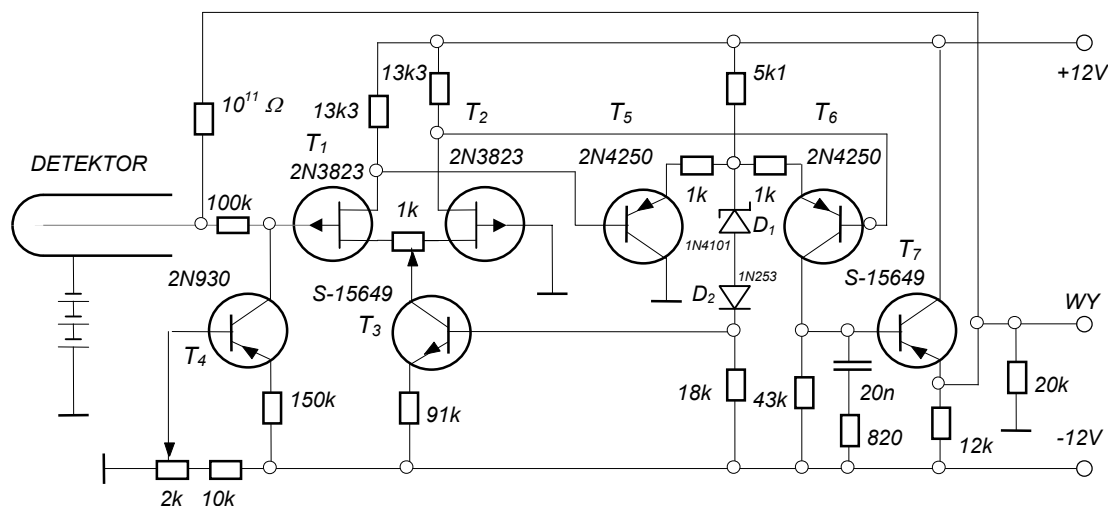 13k3
13k3
5k1
+12V
10¹¹ Ω
T₁
T₂
T₅
T₆
DETEKTOR
2N3823
2N3823
2N4250
2N4250
100k
1k
1k
1k
D₁
1N4101
1N253
D₂
T₇
2N930
S-15649
S-15649
T₄
T₃
WY
150k
91k
18k
43k
20n
820
20k
12k
-12V
2k
10k